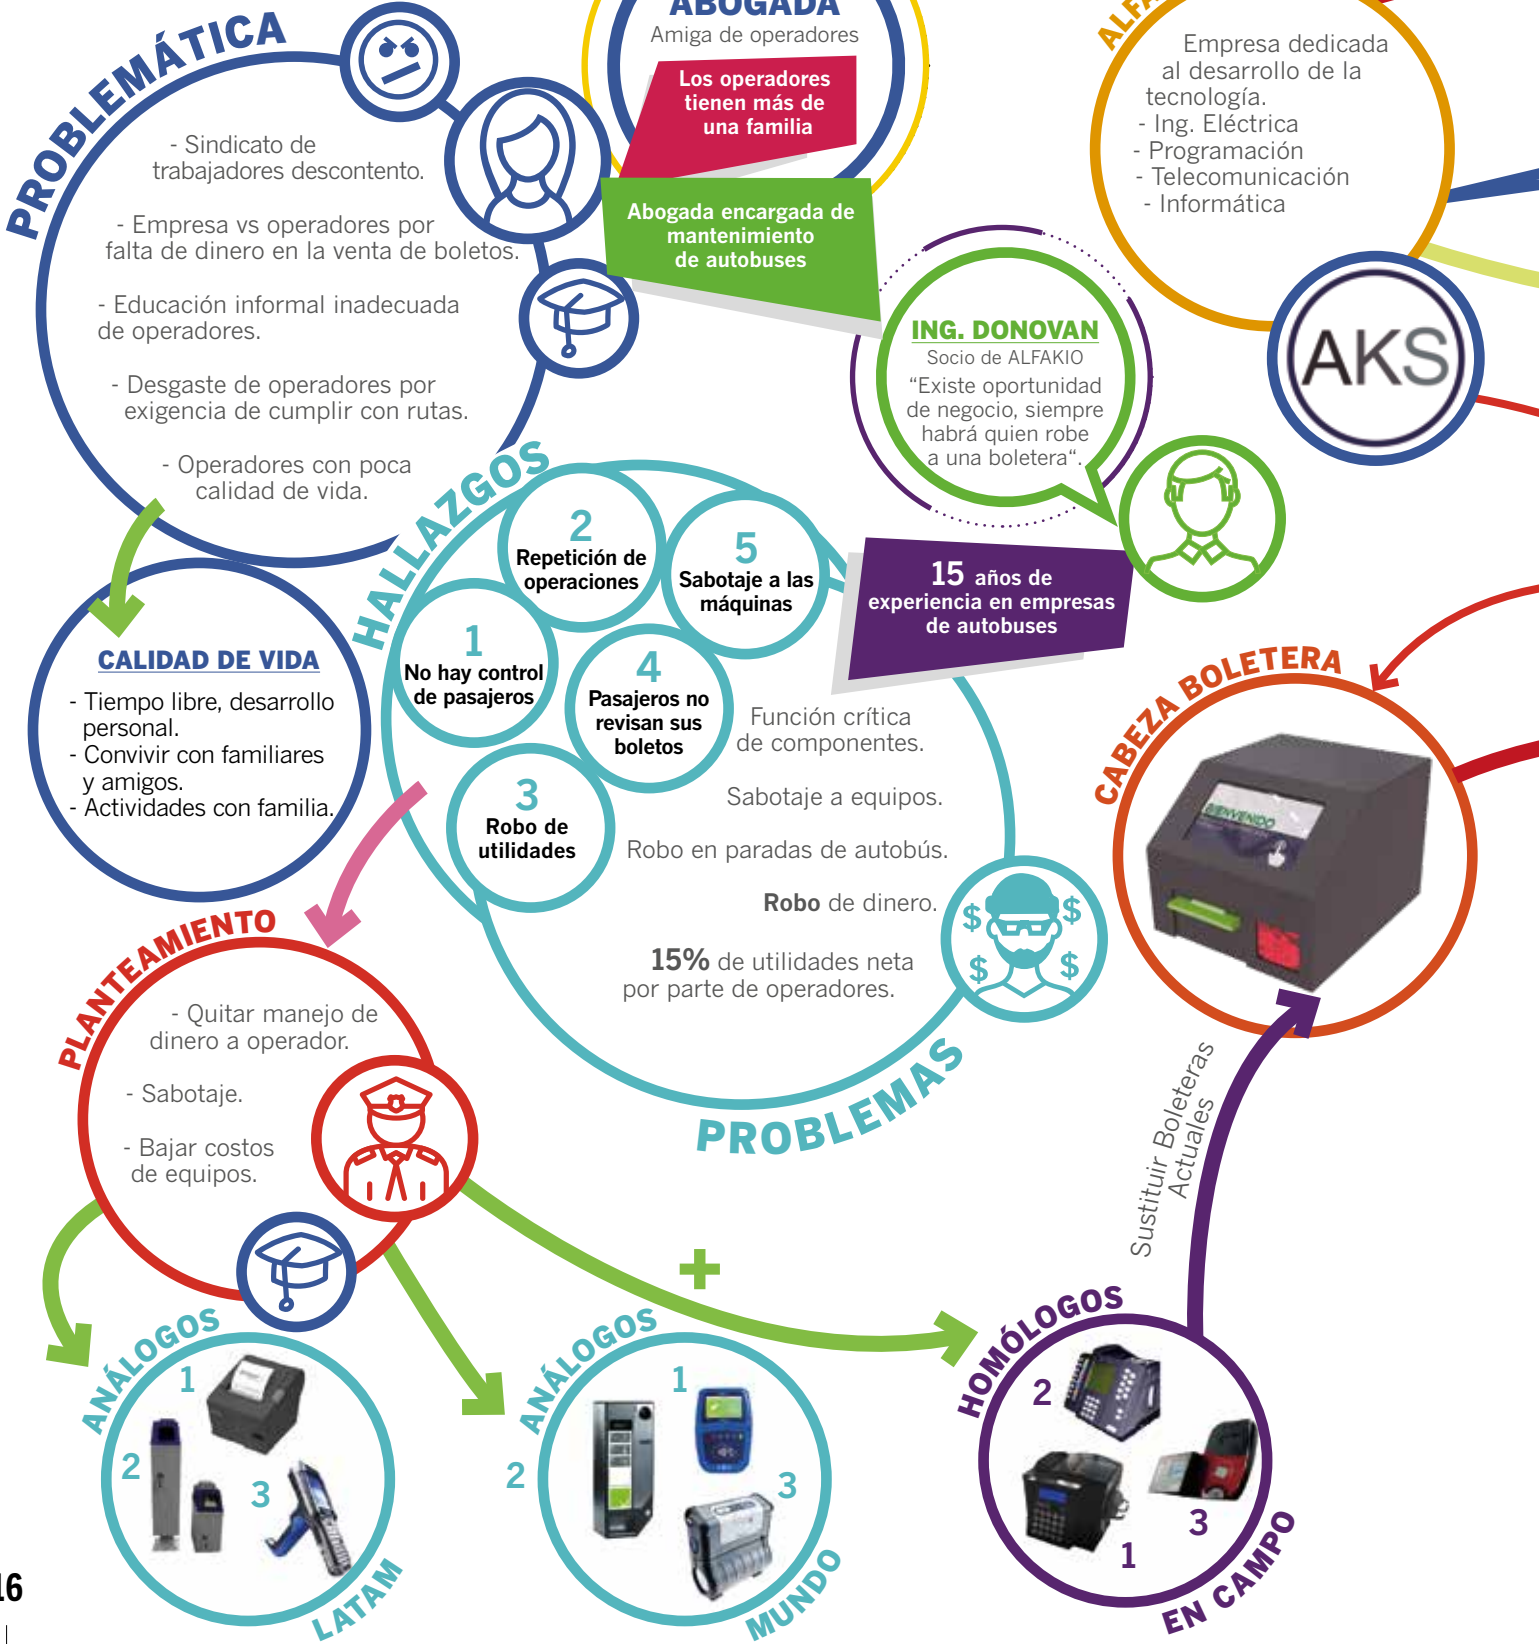 PROBLEMÁTICA
- Sindicato de
trabajadores descontento.
- Empresa vs operadores por
falta de dinero en la venta de boletos.
- Educación informal inadecuada
de operadores.
- Desgaste de operadores por
exigencia de cumplir con rutas.
- Operadores con poca
calidad de vida.
ABOGADA
Amiga de operadores
Los operadores
tienen más de
una familia
Abogada encargada de
mantenimiento
de autobuses
ING. DONOVAN
Socio de ALFAKIO
“Existe oportunidad
de negocio, siempre
habrá quien robe
a una boletera“.
15 años de
experiencia en empresas
de autobuses
Empresa dedicada
al desarrollo de la
tecnología.
- Ing. Eléctrica
- Programación
- Telecomunicación
- Informática
AKS
CALIDAD DE VIDA
- Tiempo libre, desarrollo
personal.
- Convivir con familiares
y amigos.
- Actividades con familia.
HALLAZGOS
1
No hay control
de pasajeros
2
Repetición de
operaciones
3
Robo de
utilidades
4
Pasajeros no
revisan sus
boletos
5
Sabotaje a las
máquinas
Función crítica
de componentes.
Sabotaje a equipos.
Robo en paradas de autobús.
Robo de dinero.
15% de utilidades neta
por parte de operadores.
$ $
$ $
PROBLEMAS
CABEZA BOLETERA
BIENVENIDO
PLANTEAMIENTO
- Quitar manejo de
dinero a operador.
- Sabotaje.
- Bajar costos
de equipos.
+
Sustituir Boleteras
Actuales
ANÁLOGOS
1
2
3
LATAM
ANÁLOGOS
1
2
3
MUNDO
HOMÓLOGOS
2
1
3
EN CAMPO
16